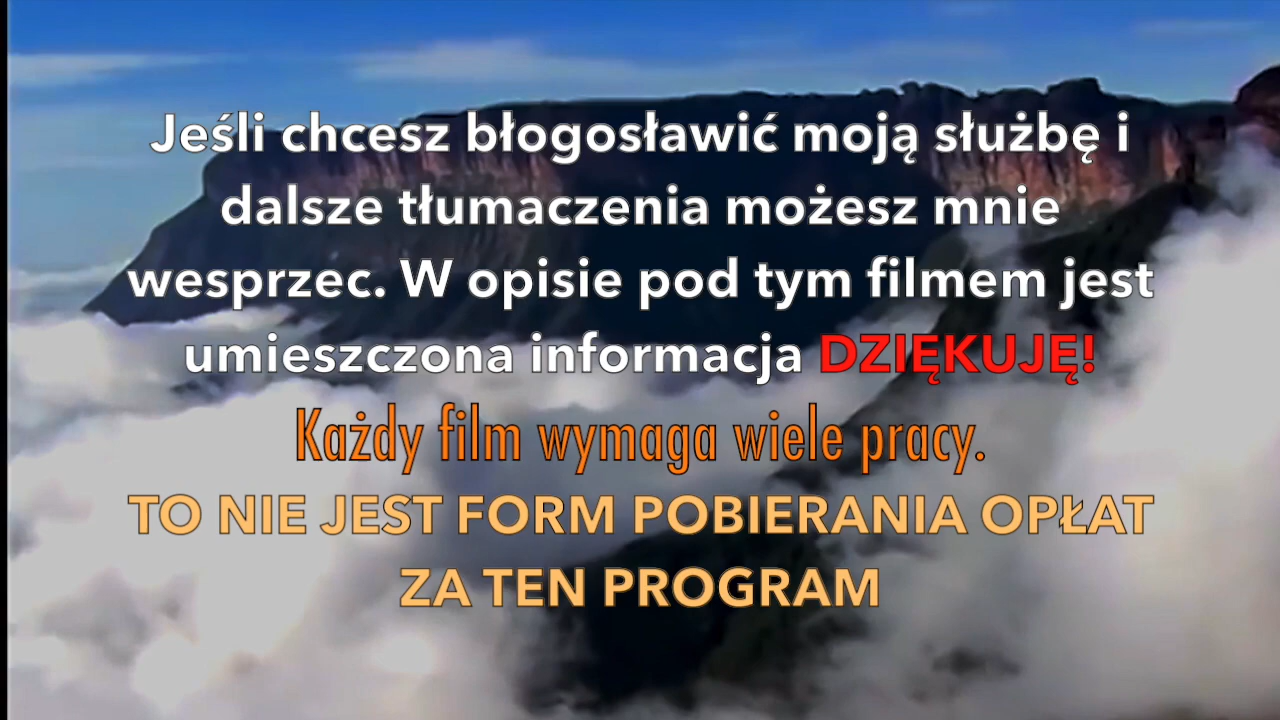 Jeśli chcesz błogosławić moją służbę i
dalsze tłumaczenia możesz mnie
wesprzec. W opisie pod tym filmem jest
umieszczona informacja DZIĘKUJĘ!
Każdy film wymaga wiele pracy.
TO NIE JEST FORM POBIERANIA OPŁAT
ZA TEN PROGRAM